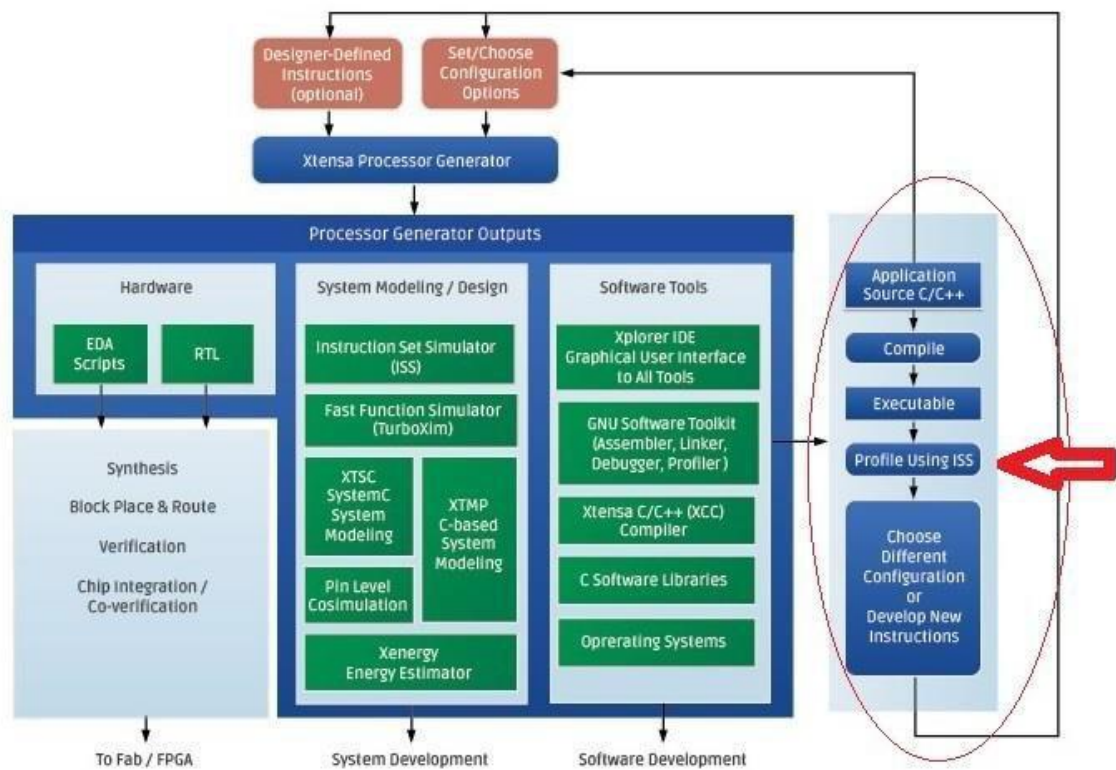 Designer-Defined
Instructions
(optional)
Set/Choose
Configuration
Options
Xtensa Processor Generator
Processor Generator Outputs
Hardware
EDA
Scripts
RTL
System Modeling / Design
Instruction Set Simulator
(ISS)
Fast Function Simulator
(TurboXim)
XTSC
SystemC
System
Modeling
XTMP
C-based
System
Modeling
Pin Level
Cosimulation
Xenergy
Energy Estimator
Software Tools
Xplorer IDE
Graphical User Interface
to All Tools
GNU Software Toolkit
(Assembler, Linker,
Debugger, Profiler)
Xtensa C/C++ (XCC)
Compiler
C Software Libraries
Oprerating Systems
Application
Source C/C++
Compile
Executable
Profile Using ISS
Choose
Different
Configuration
or
Develop New
Instructions
Synthesis
Block Place & Route
Verification
Chip Integration /
Co-verification
To Fab / FPGA
System Development
Software Development